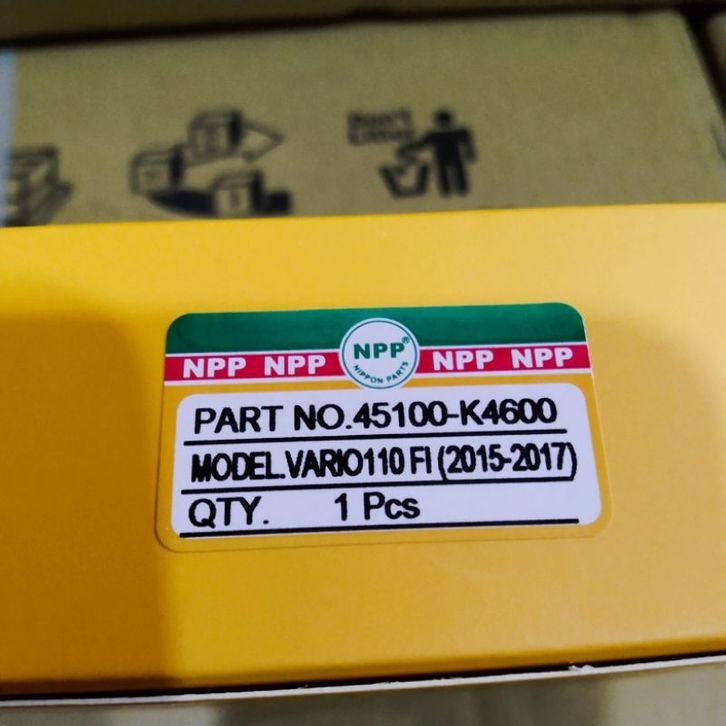 Don't
NPP NPP NPP® NPP NPP
NIPPON PARTS
PART NO.45100-K4600
MODEL.VARIO110 FI (2015-2017)
QTY. 1 Pcs